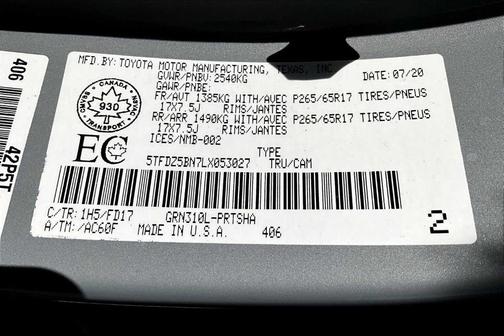 MFD.BY: TOYOTA MOTOR MANUFACTURING, TEXAS, INC.
GVWR/PNBV: 2540KG DATE: 07/20
GAWR/PNBE:
FR/AUT 1385KG WITH/AVEC P265/65R17 TIRES/PNEUS
17X7.5J RIMS/JANTES
RR/ARR 1490KG WITH/AVEC P265/65R17 TIRES/PNEUS
17X7.5J RIMS/JANTES
ICES/NMB-002
CANADA
930
TRANSPORT
EC
TYPE
5TFDZ5BN7LX053027 TRU/CAM
C/TR: 1H5/FD17 GRN310L-PRTSHA
A/TM: /AC60F MADE IN U.S.A. 406
2
406
42P5T